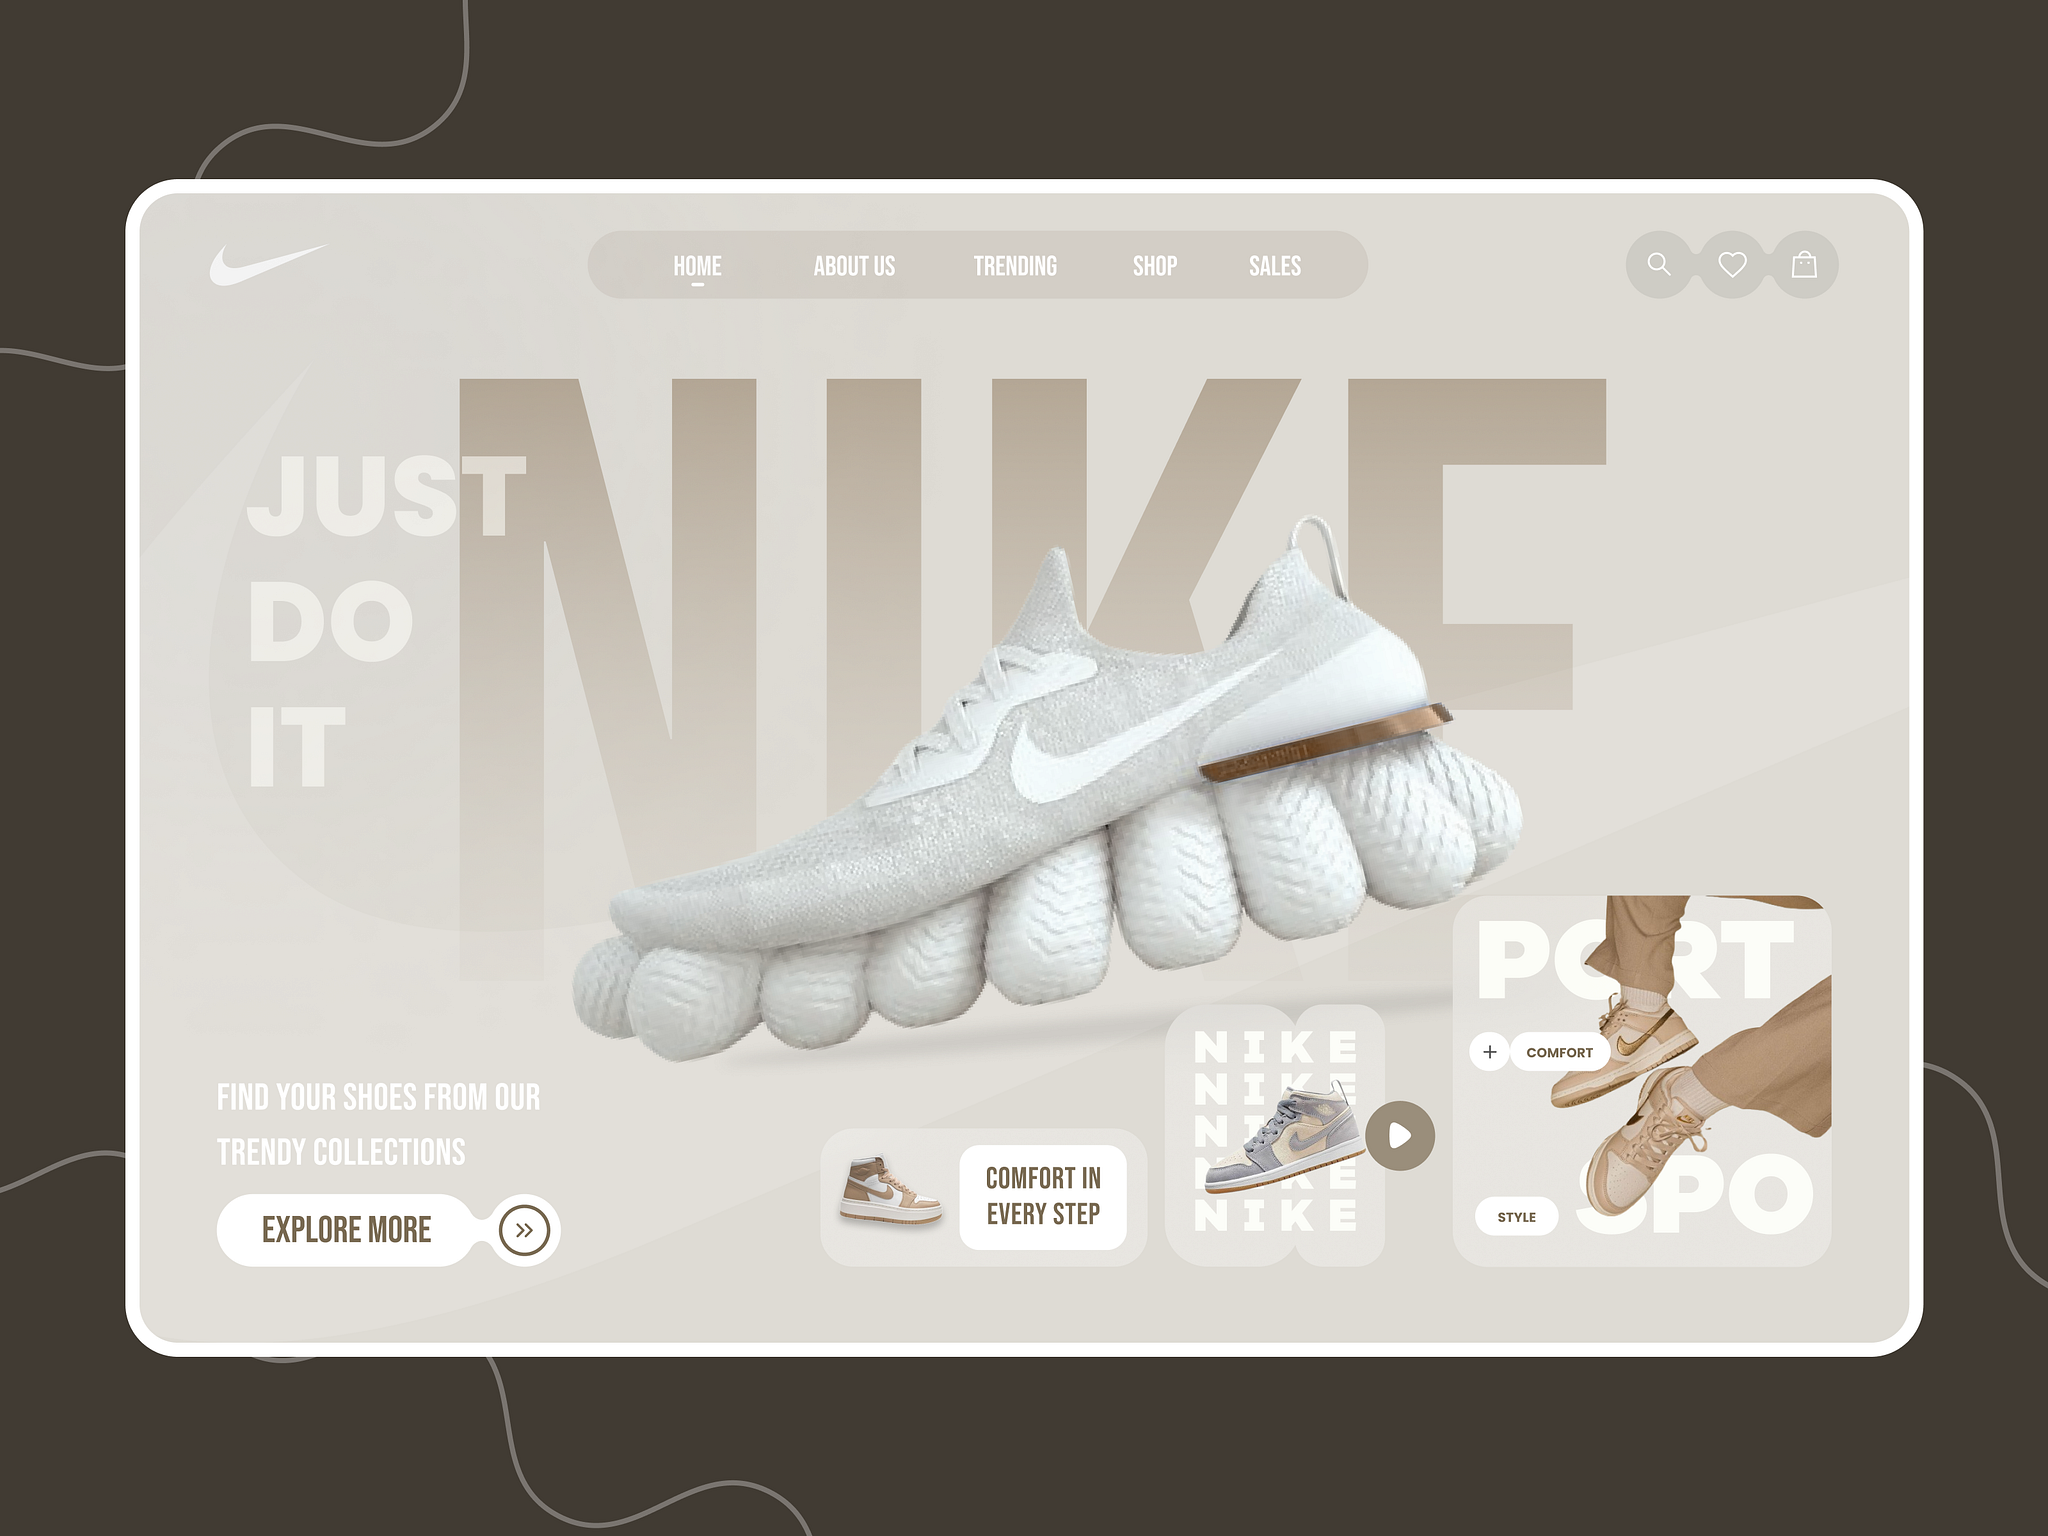 HOME
ABOUT US
TRENDING
SHOP
SALES
NIKE
JUST
DO
IT
FIND YOUR SHOES FROM OUR
TRENDY COLLECTIONS
EXPLORE MORE
COMFORT IN
EVERY STEP
NIKE
NIKE
NI
NIKE
NIKE
PORT
COMFORT
STYLE
SPO